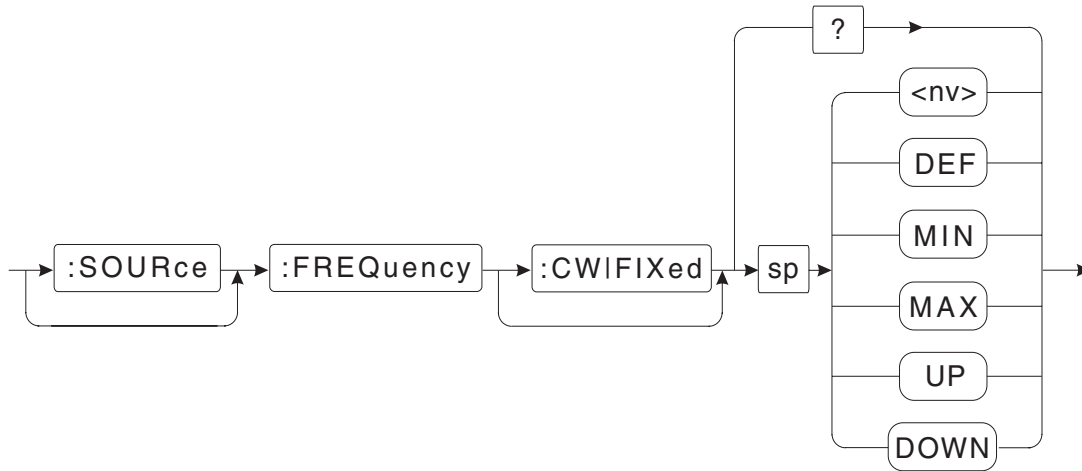 ?
<nv>
DEF
MIN
:SOURce :FREQuency :CW|FIXed sp
MAX
UP
DOWN